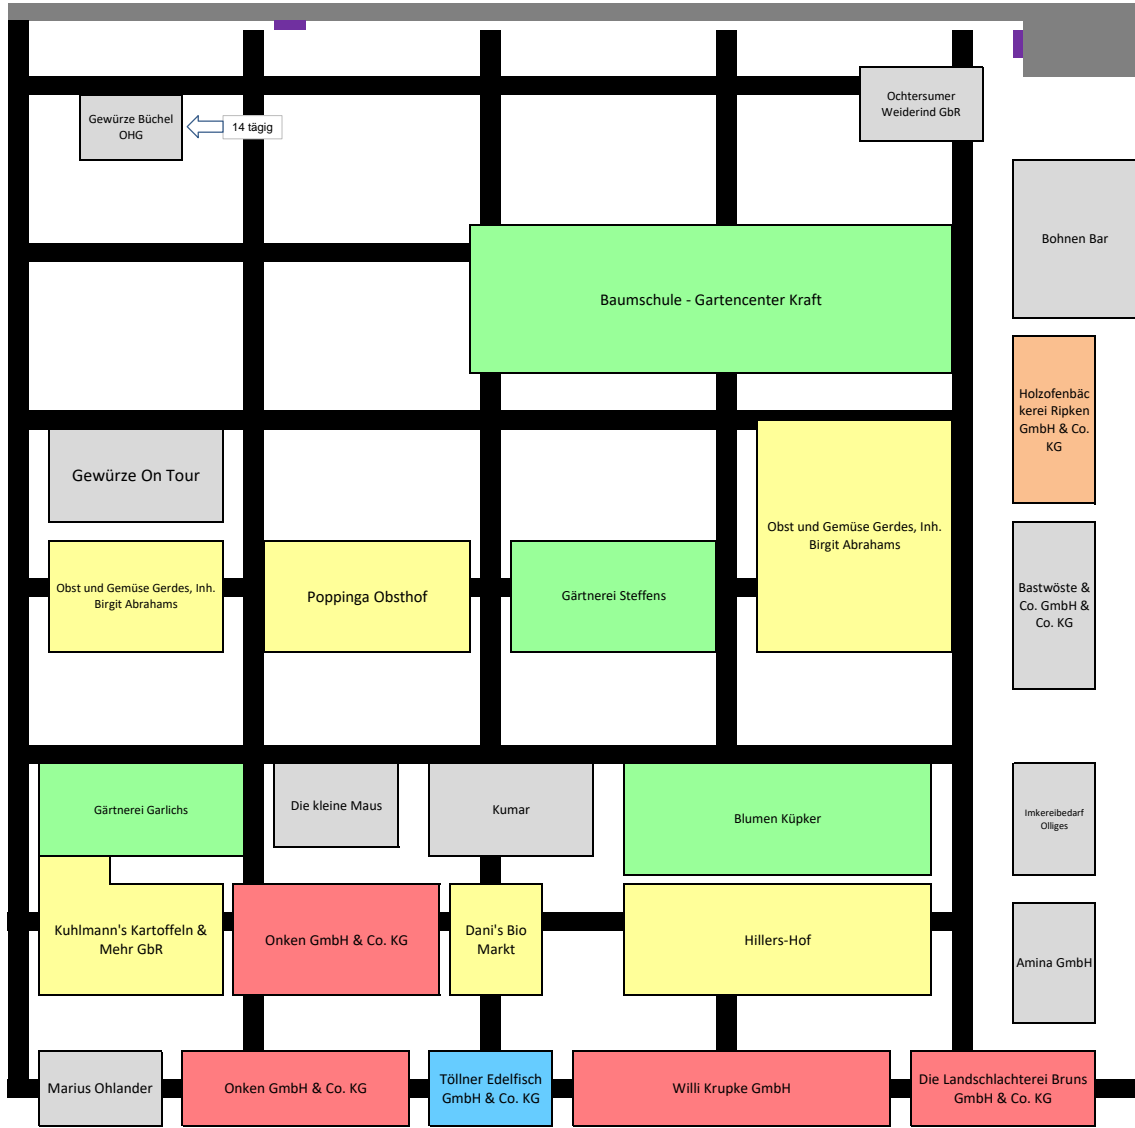 Ochtersumer
Weiderind GbR
Gewürze Büchel
OHG
14 tägig
Bohnen Bar
Baumschule - Gartencenter Kraft
Holzofenbäc
kerei Ripken
GmbH & Co.
KG
Gewürze On Tour
Obst und Gemüse Gerdes, Inh.
Birgit Abrahams
Obst und Gemüse Gerdes, Inh.
Birgit Abrahams
Poppinga Obsthof
Gärtnerei Steffens
Bastwöste &
Co. GmbH &
Co. KG
Gärtnerei Garlichs
Die kleine Maus
Kumar
Blumen Küpker
Imkereibedarf
Olliges
Kuhlmann's Kartoffeln &
Mehr GbR
Onken GmbH & Co. KG
Dani's Bio
Markt
Hillers-Hof
Amina GmbH
Marius Ohlander
Onken GmbH & Co. KG
Töllner Edelfisch
GmbH & Co. KG
Willi Krupke GmbH
Die Landschlachterei Bruns
GmbH & Co. KG